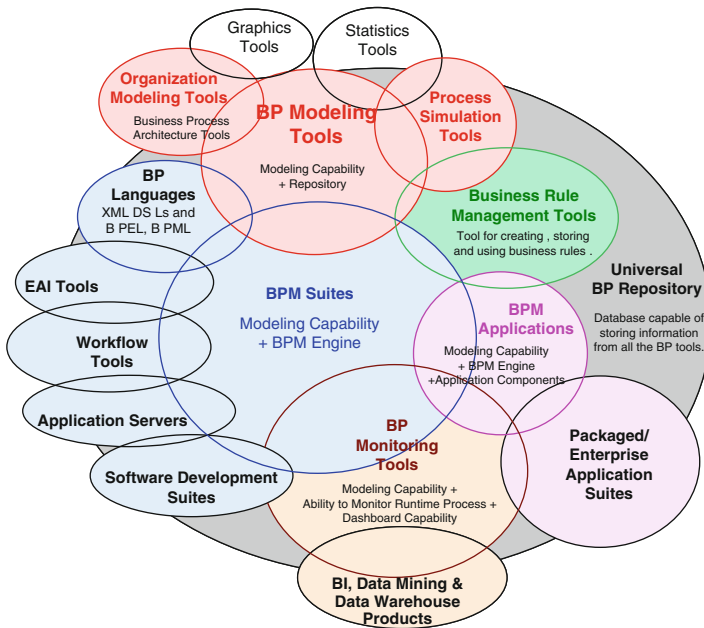 Graphics
Tools
Statistics
Tools
Organization
Modeling Tools
Business Process
Architecture Tools
BP Modeling
Tools
Modeling Capability
+ Repository
Process
Simulation
Tools
BP
Languages
XML DS Ls and
B PEL, B PML
Business Rule
Management Tools
Tool for creating , storing
and using business rules .
EAI Tools
BPM Suites
Modeling Capability
+ BPM Engine
Universal
BP Repository
Database capable of
storing information
from all the BP tools.
BPM
Applications
Modeling Capability
+ BPM Engine
+Application Components
Workflow
Tools
Application Servers
BP
Monitoring
Tools
Modeling Capability +
Ability to Monitor Runtime Process +
Dashboard Capability
Packaged/
Enterprise
Application
Suites
Software Development
Suites
BI, Data Mining &
Data Warehouse
Products